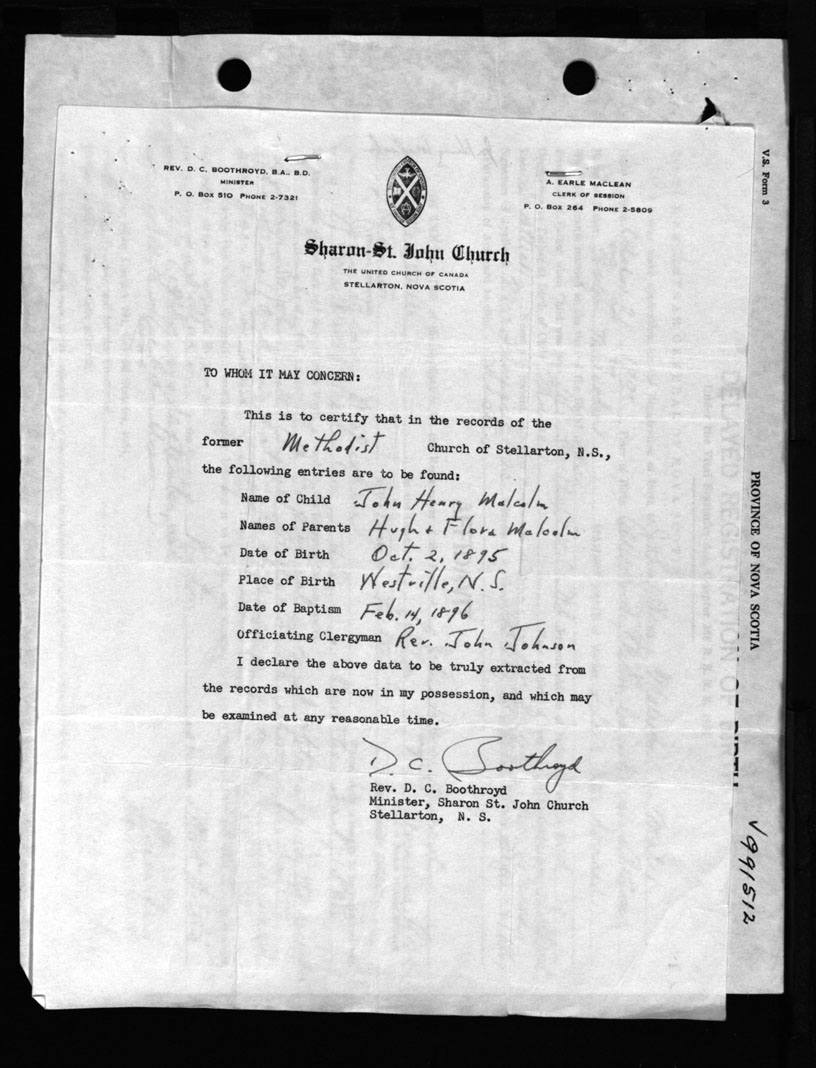 REV. D. C. BOOTHROYD, B.A., B.D.
MINISTER
P. O. BOX 510 PHONE 2-7321
A. EARLE MACLEAN
CLERK OF SESSION
P. O. BOX 264 PHONE 2-5809
Sharon-St. John Church
THE UNITED CHURCH OF CANADA
STELLARTON, NOVA SCOTIA
TO WHOM IT MAY CONCERN:
This is to certify that in the records of the
former Methodist Church of Stellarton, N.S.,
the following entries are to be found:
Name of Child John Henry Malcolm
Names of Parents Hugh & Flora Malcolm
Date of Birth Oct. 2, 1895
Place of Birth Westville, N.S.
Date of Baptism Feb. 14, 1896
Officiating Clergyman Rev. John Johnson
I declare the above data to be truly extracted from
the records which are now in my possession, and which may
be examined at any reasonable time.
D. C. Boothroyd
Rev. D. C. Boothroyd
Minister, Sharon St. John Church
Stellarton, N. S.
V.S. Form 3
PROVINCE OF NOVA SCOTIA
OF BIRTH
V991512